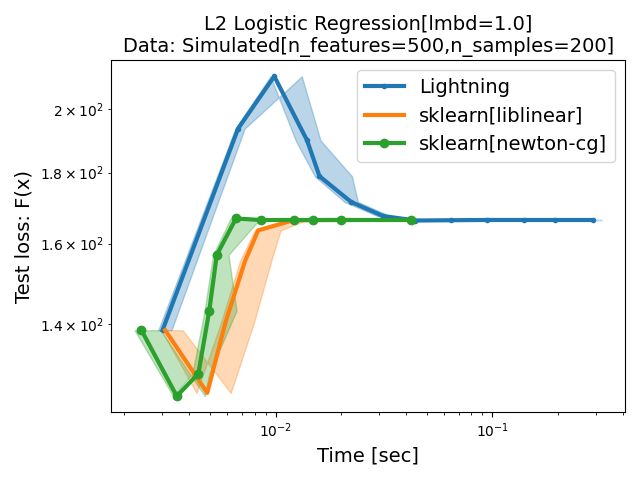 L2 Logistic Regression[lmbd=1.0]
Data: Simulated[n_features=500,n_samples=200]
Test loss: F(x)
2 × 10²
1.8 × 10²
1.6 × 10²
1.4 × 10²
Lightning
sklearn[liblinear]
sklearn[newton-cg]
10⁻² 10⁻¹
Time [sec]